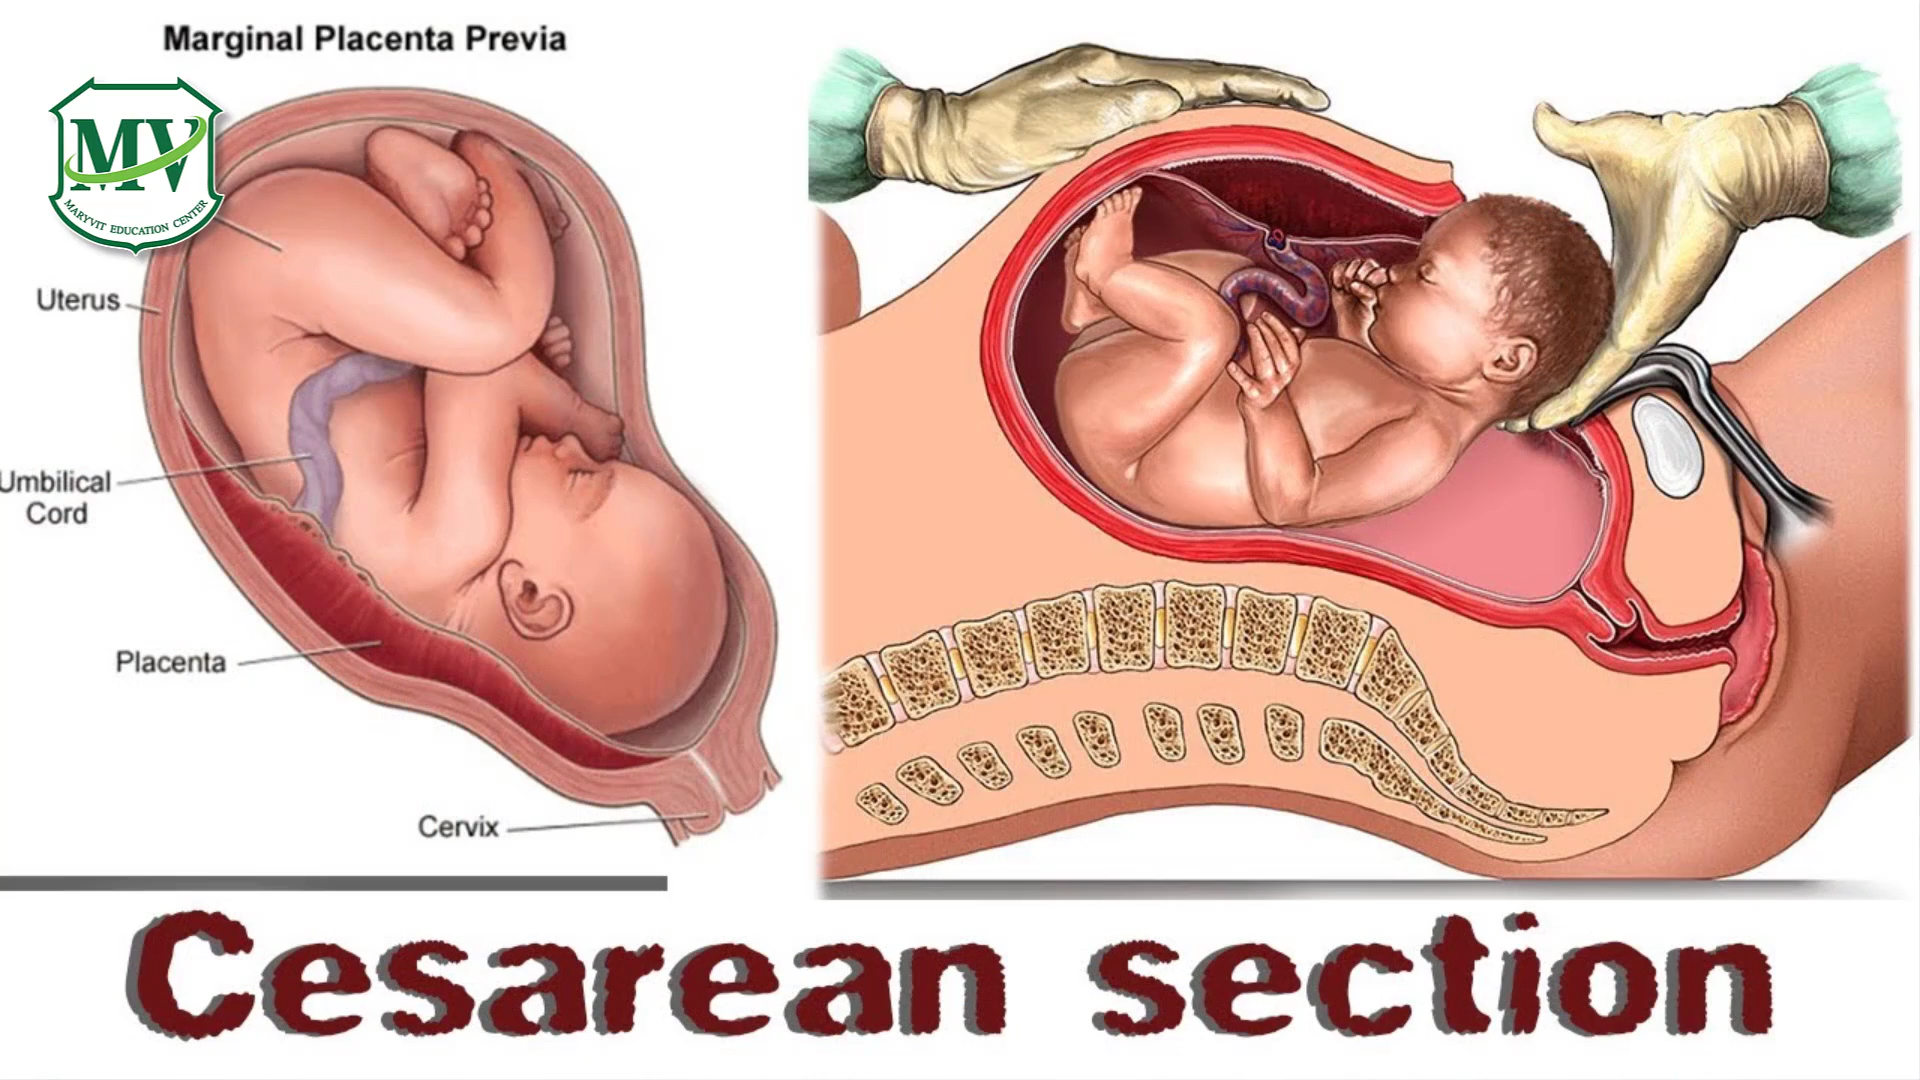 Marginal Placenta Previa
MV
MARYVIT EDUCATION CENTER
Uterus
Umbilical
Cord
Placenta
Cervix
Cesarean section